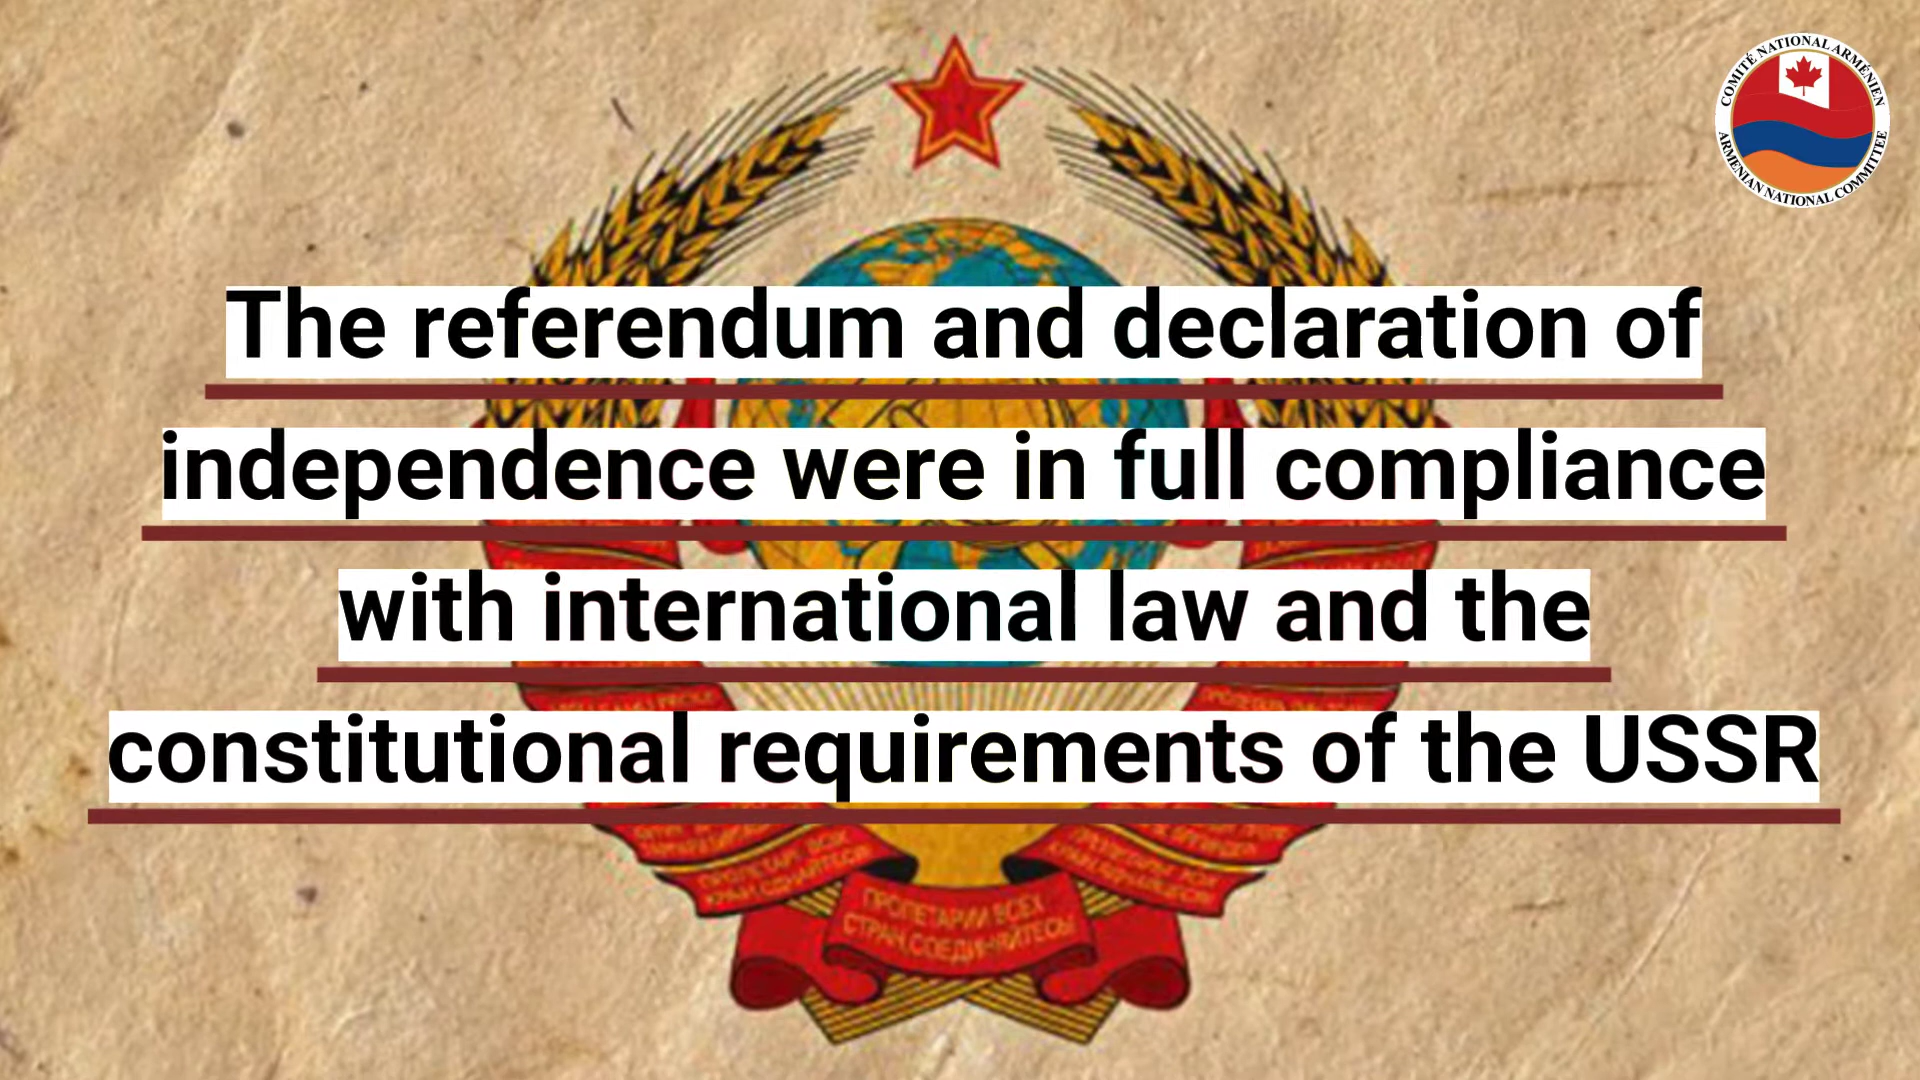 COMITÉ NATIONAL ARMÉNIEN
ARMENIAN NATIONAL COMMITTEE
The referendum and declaration of
independence were in full compliance
with international law and the
constitutional requirements of the USSR
ПРОЛЕТАРИИ ВСЕХ
СТРАН, СОЕДИНЯЙТЕСЬ!